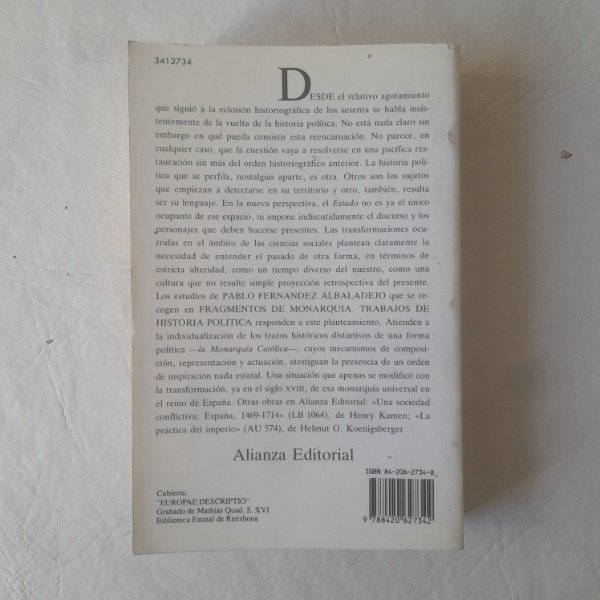 3412734
DESDE el relativo agotamiento
que siguió a la eclosión historiográfica de los sesenta se habla insis-
tentemente de la vuelta de la historia política. No está nada claro sin
embargo en qué pueda consistir esta reencarnación. No parece, en
cualquier caso, que la cuestión vaya a resolverse en una pacífica res-
tauración sin más del orden historiográfico anterior. La historia polí-
tica que se perfila, nostalgias aparte, es otra. Otros son los sujetos
que empiezan a detectarse en su territorio y otro, también, resulta
ser su lenguaje. En la nueva perspectiva, el Estado no es ya el único
ocupante de ese espacio, ni impone indiscutidamente el discurso y los
personajes que deben hacerse presentes. Las transformaciones ocu-
rridas en el ámbito de las ciencias sociales plantean claramente la
necesidad de entender el pasado de otra forma, en términos de
estricta alteridad, como un tiempo diverso del nuestro, como una
cultura que no resulte simple proyección retrospectiva del presente.
Los estudios de PABLO FERNANDEZ ALBALADEJO que se re-
cogen en FRAGMENTOS DE MONARQUIA. TRABAJOS DE
HISTORIA POLITICA responden a este planteamiento. Atienden a
la individualización de los trazos históricos distintivos de una forma
política —la Monarquía Católica—, cuyos mecanismos de composi-
ción, representación y actuación, atestiguan la presencia de un orden
de inspiración nada estatal. Una situación que apenas se modificó con
la transformación, ya en el siglo XVIII, de esa monarquía universal en
el reino de España. Otras obras en Alianza Editorial: «Una sociedad
conflictiva: España, 1469-1714» (LB 1064), de Henry Kamen; «La
práctica del imperio» (AU 574), de Helmut G. Koenigsberger.
Alianza Editorial
ISBN 84-206-2734-8
Cubierta:
"EUROPAE DESCRIPTIO"
Grabado de Mathias Quad. S. XVI
Biblioteca Estatal de Ratisbona
9 788420 627342